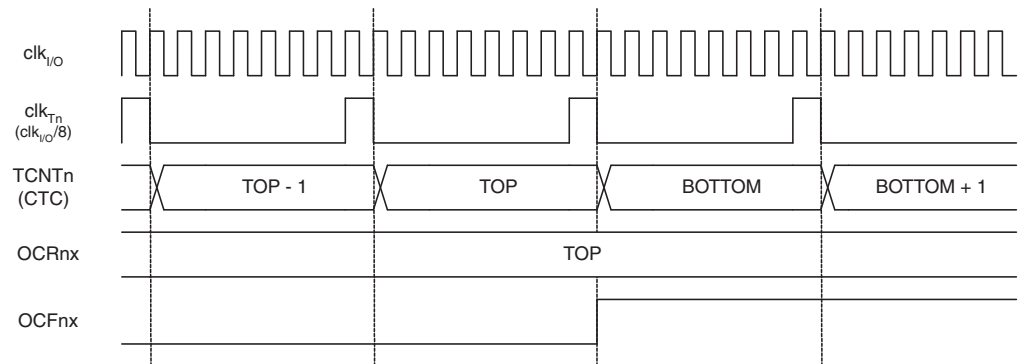 clkI/O
clkTn
(clkI/O/8)
TCNTn
(CTC)
TOP - 1
TOP
BOTTOM
BOTTOM + 1
OCRnx
TOP
OCFnx